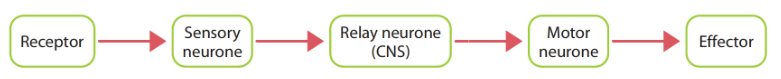 Receptor
Sensory
neurone
Relay neurone
(CNS)
Motor
neurone
Effector